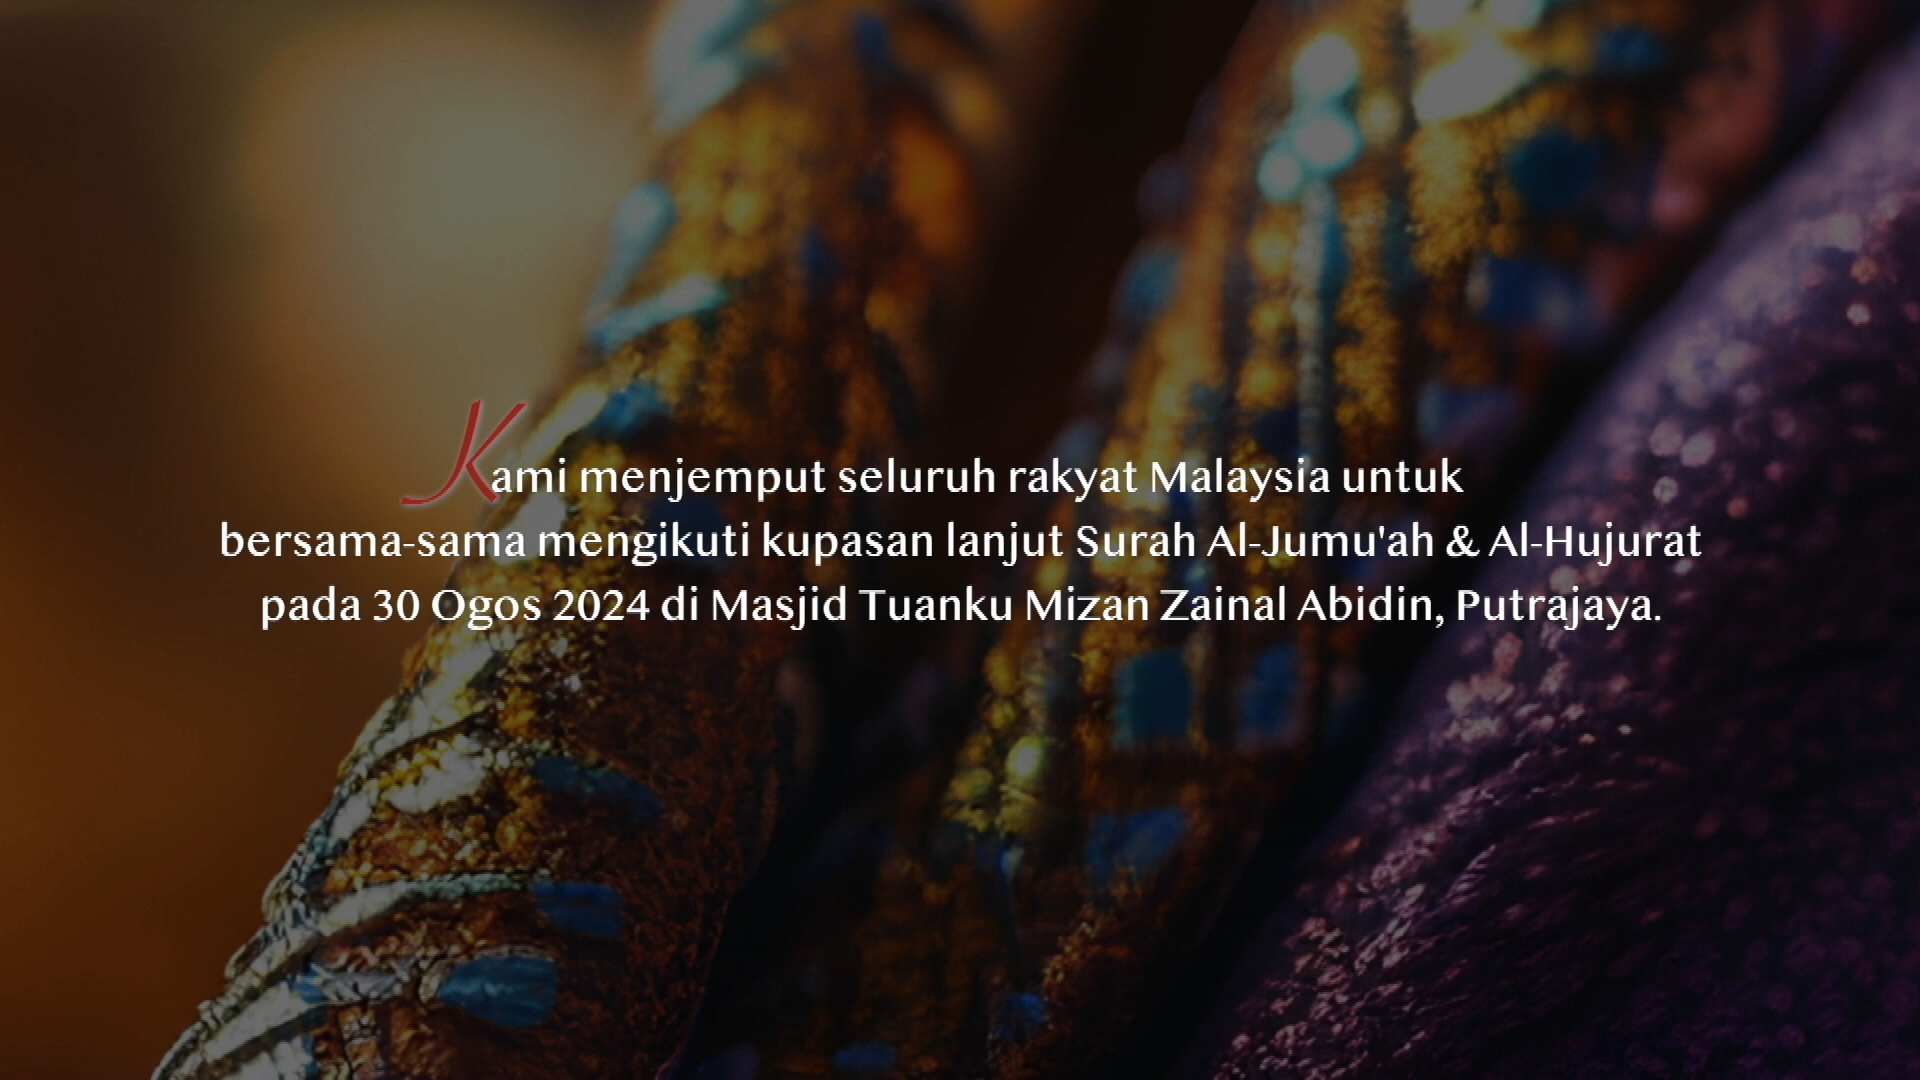 Kami menjemput seluruh rakyat Malaysia untuk
bersama-sama mengikuti kupasan lanjut Surah Al-Jumu'ah & Al-Hujurat
pada 30 Ogos 2024 di Masjid Tuanku Mizan Zainal Abidin, Putrajaya.